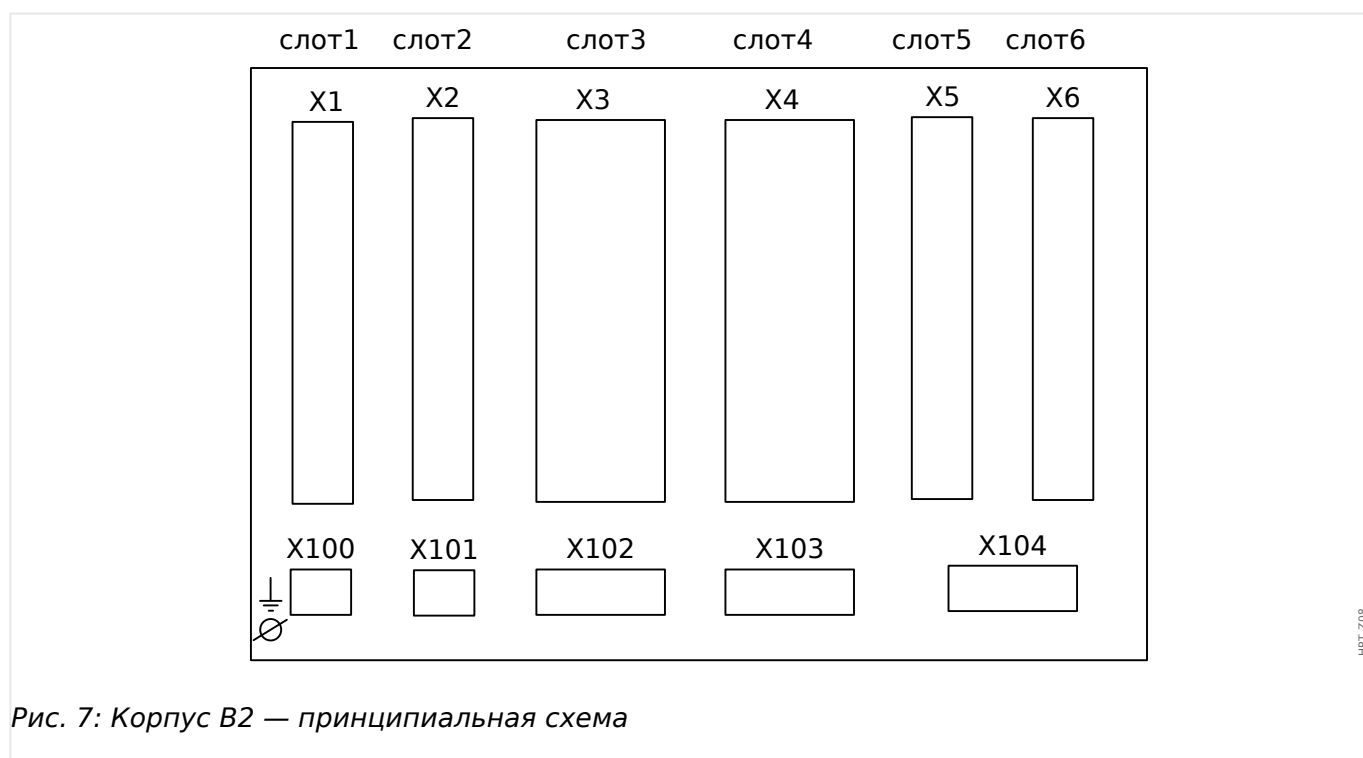 слот1 слот2 слот3 слот4 слот5 слот6
X1 X2 X3 X4 X5 X6
X100 X101 X102 X103 X104
Рис. 7: Корпус B2 — принципиальная схема